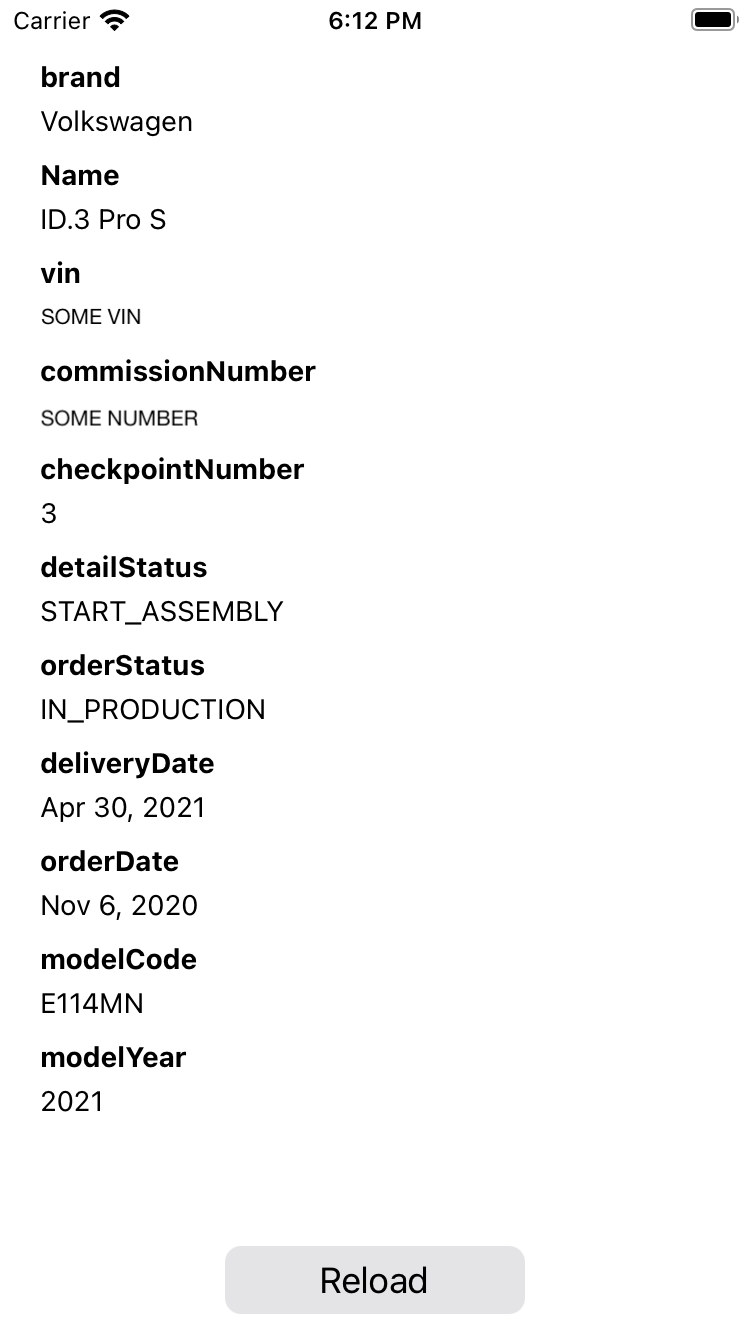 Carrier 6:12 PM
brand
Volkswagen
Name
ID.3 Pro S
vin
SOME VIN
commissionNumber
SOME NUMBER
checkpointNumber
3
detailStatus
START_ASSEMBLY
orderStatus
IN_PRODUCTION
deliveryDate
Apr 30, 2021
orderDate
Nov 6, 2020
modelCode
E114MN
modelYear
2021
Reload